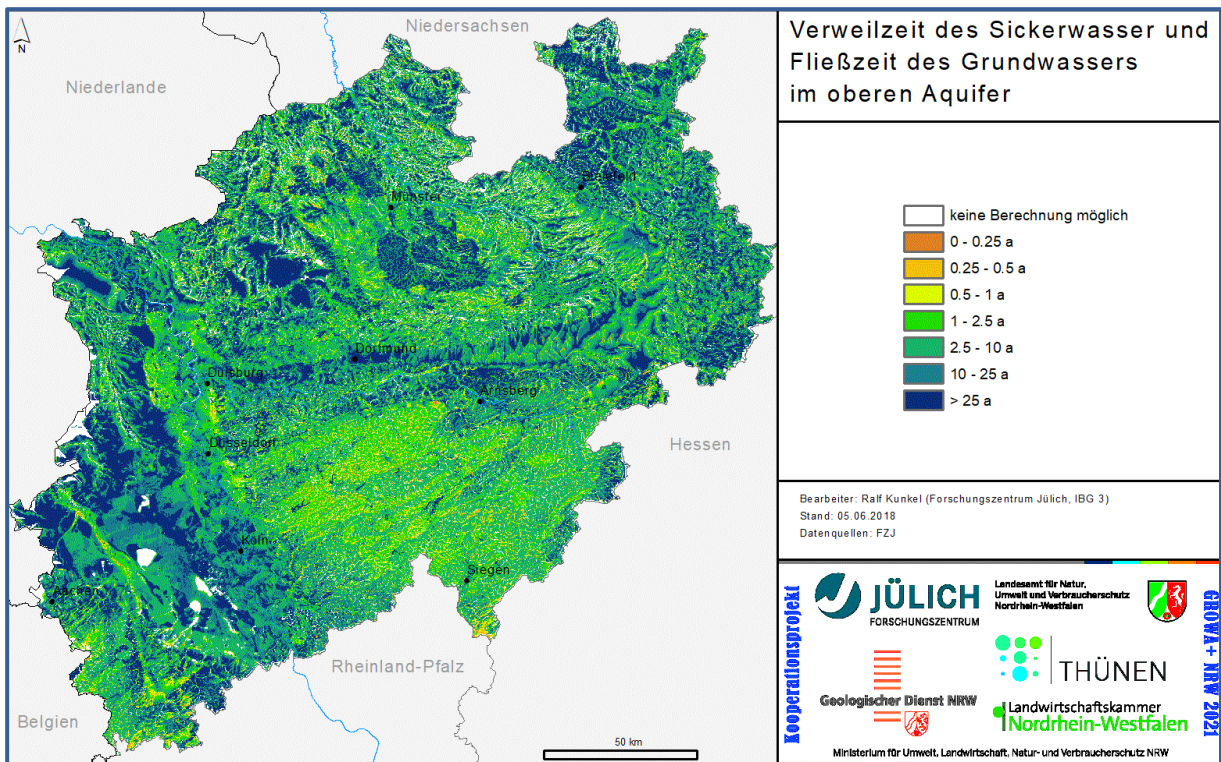 N
Niedersachsen
Niederlande
Bielefeld
Münster
Dortmund
Duisburg
Arnsberg
Düsseldorf
Hessen
Köln
Siegen
Aachen
Rheinland-Pfalz
Belgien
50 km
Verweilzeit des Sickerwasser und
Fließzeit des Grundwassers
im oberen Aquifer
keine Berechnung möglich
0 - 0.25 a
0.25 - 0.5 a
0.5 - 1 a
1 - 2.5 a
2.5 - 10 a
10 - 25 a
> 25 a
Bearbeiter: Ralf Kunkel (Forschungszentrum Jülich, IBG 3)
Stand: 05.06.2018
Datenquellen: FZJ
Kooperationsprojekt
JÜLICH
FORSCHUNGSZENTRUM
Landesamt für Natur,
Umwelt und Verbraucherschutz
Nordrhein-Westfalen
GROWA+ NRW 2021
THÜNEN
Geologischer Dienst NRW
Landwirtschaftskammer
Nordrhein-Westfalen
Ministerium für Umwelt, Landwirtschaft, Natur- und Verbraucherschutz NRW